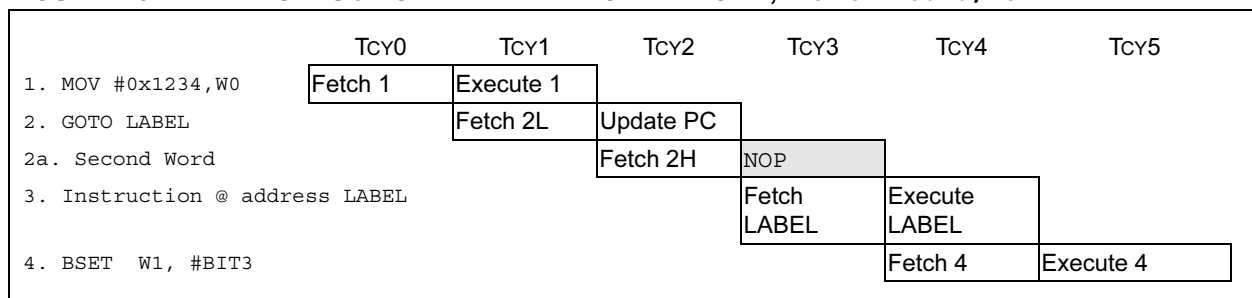 TCY0 TCY1 TCY2 TCY3 TCY4 TCY5
1. MOV #0x1234,W0 Fetch 1 Execute 1
2. GOTO LABEL Fetch 2L Update PC
2a. Second Word Fetch 2H NOP
3. Instruction @ address LABEL Fetch LABEL Execute LABEL
4. BSET W1, #BIT3 Fetch 4 Execute 4